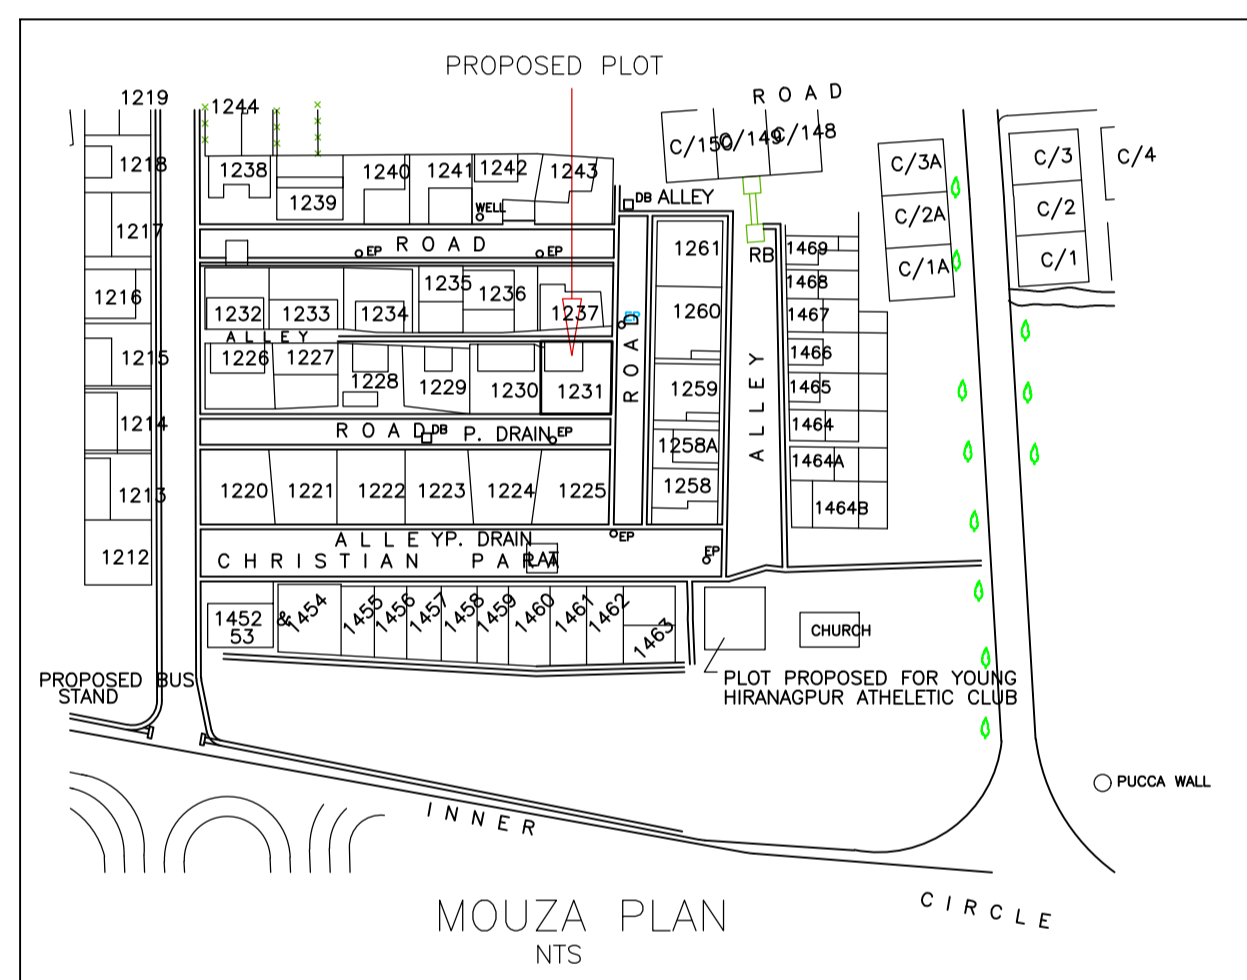 PROPOSED PLOT
ROAD
1219
1244
C/150
C/149
C/148
1218
1238
1240
1241
1242
1243
C/3A
C/3
C/4
1239
WELL
DB ALLEY
1217
C/2A
C/2
ROAD
EP
EP
1261
RB
1469
C/1A
C/1
1216
1235
1236
1468
1232
1233
1234
1237
EP
1260
1467
ALLEY
1215
1226
1227
1466
1228
1229
1230
1231
ROAD
1259
ALLEY
1465
1214
ROAD
DB
P. DRAIN
EP
1258A
1464
1464A
1213
1220
1221
1222
1223
1224
1225
1258
1464B
ALLEY
P. DRAIN
EP
EP
1212
CHRISTIAN PARA
LAT
1452 &
53
1454
1455
1456
1457
1458
1459
1460
1461
1462
1463
CHURCH
PROPOSED BUS
STAND
PLOT PROPOSED FOR YOUNG
HIRANAGPUR ATHELETIC CLUB
PUCCA WALL
INNER
CIRCLE
MOUZA PLAN
NTS